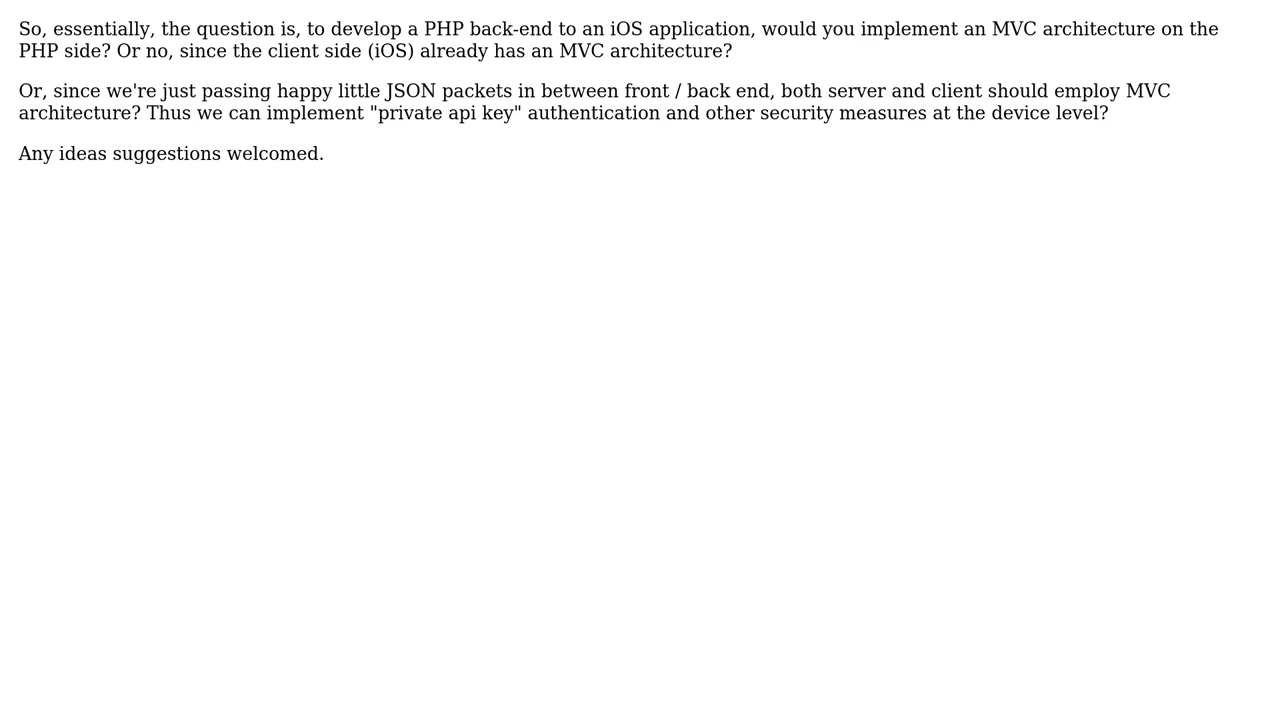 So, essentially, the question is, to develop a PHP back-end to an iOS application, would you implement an MVC architecture on the
PHP side? Or no, since the client side (iOS) already has an MVC architecture?
Or, since we're just passing happy little JSON packets in between front / back end, both server and client should employ MVC
architecture? Thus we can implement "private api key" authentication and other security measures at the device level?
Any ideas suggestions welcomed.